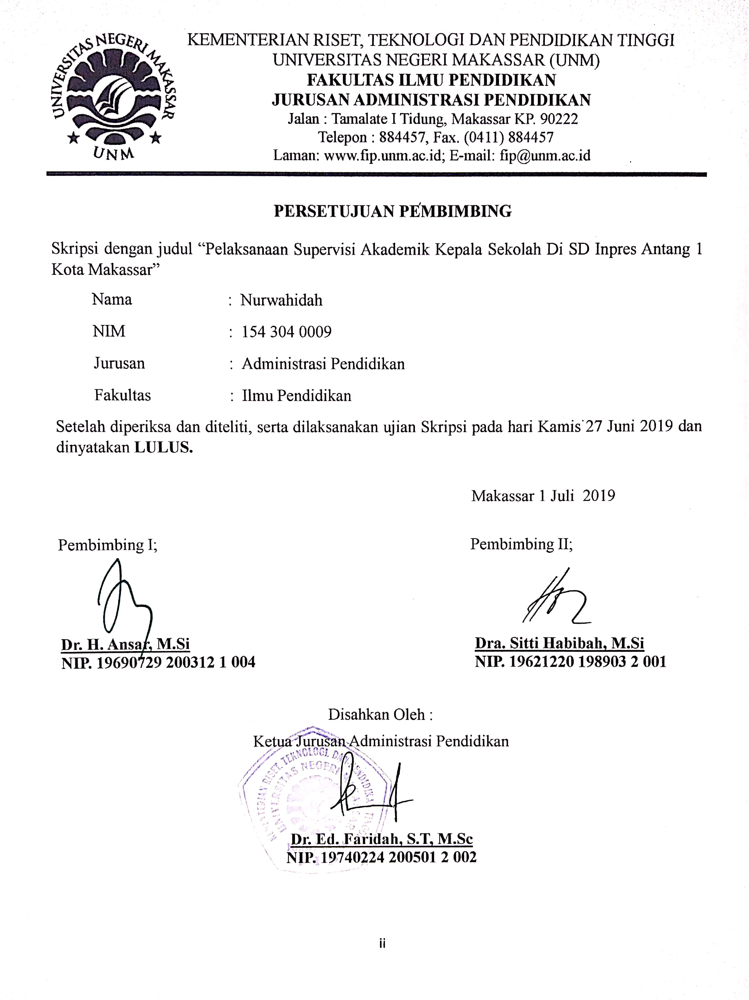 UNIVERSITAS NEGERI MAKASSAR
UNM
KEMENTERIAN RISET, TEKNOLOGI DAN PENDIDIKAN TINGGI
UNIVERSITAS NEGERI MAKASSAR (UNM)
FAKULTAS ILMU PENDIDIKAN
JURUSAN ADMINISTRASI PENDIDIKAN
Jalan : Tamalate I Tidung, Makassar KP. 90222
Telepon : 884457, Fax. (0411) 884457
Laman: www.fip.unm.ac.id; E-mail: fip@unm.ac.id
PERSETUJUAN PEMBIMBING
Skripsi dengan judul “Pelaksanaan Supervisi Akademik Kepala Sekolah Di SD Inpres Antang 1
Kota Makassar”
Nama : Nurwahidah
NIM : 154 304 0009
Jurusan : Administrasi Pendidikan
Fakultas : Ilmu Pendidikan
Setelah diperiksa dan diteliti, serta dilaksanakan ujian Skripsi pada hari Kamis 27 Juni 2019 dan
dinyatakan LULUS.
Makassar 1 Juli 2019
Pembimbing I; Pembimbing II;
Dr. H. Ansar, M.Si Dra. Sitti Habibah, M.Si
NIP. 19690729 200312 1 004 NIP. 19621220 198903 2 001
Disahkan Oleh :
Ketua Jurusan Administrasi Pendidikan
RISET, TEKNOLOGI, DAN
UNIVERSITAS NEGERI
Dr. Ed. Faridah, S.T, M.Sc
NIP. 19740224 200501 2 002
ii